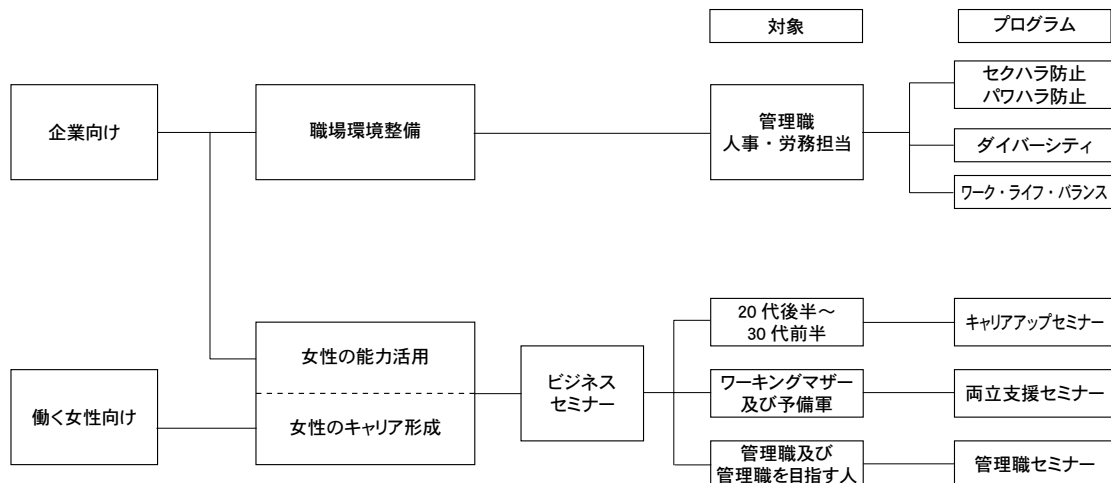 対象
プログラム
企業向け
職場環境整備
管理職
人事・労務担当
セクハラ防止
パワハラ防止
ダイバーシティ
ワーク・ライフ・バランス
働く女性向け
女性の能力活用
女性のキャリア形成
ビジネス
セミナー
20代後半～
30代前半
キャリアアップセミナー
ワーキングマザー
及び予備軍
両立支援セミナー
管理職及び
管理職を目指す人
管理職セミナー